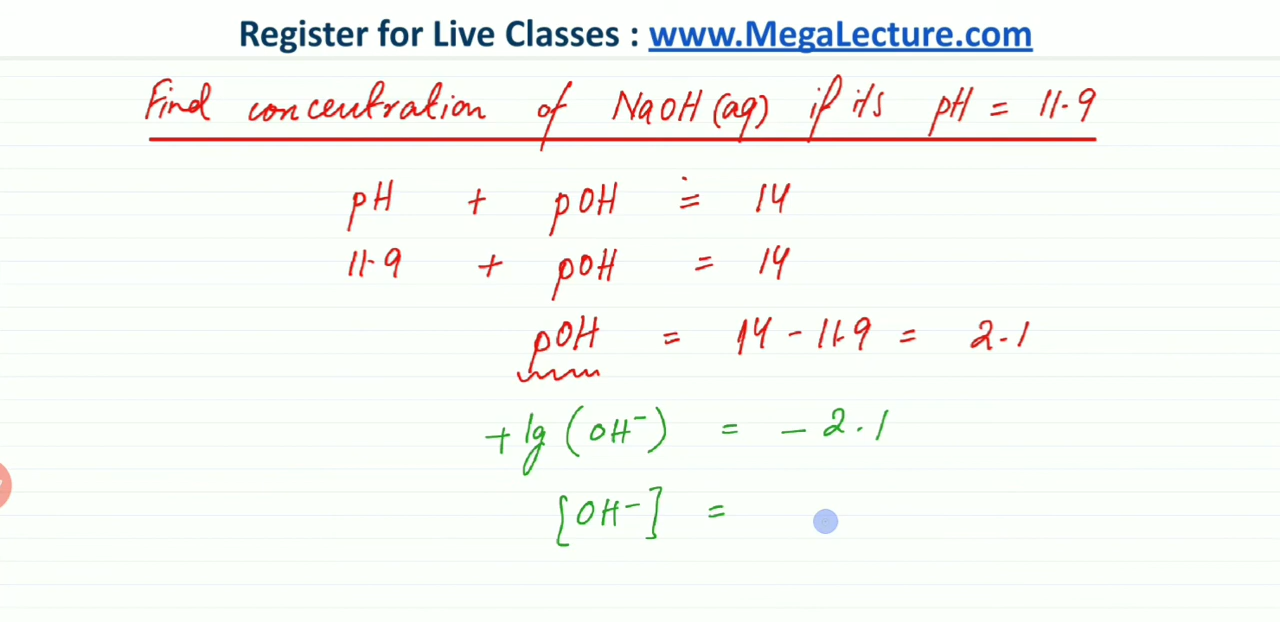 Register for Live Classes : www.MegaLecture.com
Find concentration of NaOH (aq) if its pH = 11.9
pH + pOH = 14
11.9 + pOH = 14
pOH = 14 - 11.9 = 2.1
+ lg (OH⁻) = - 2.1
[OH⁻] =